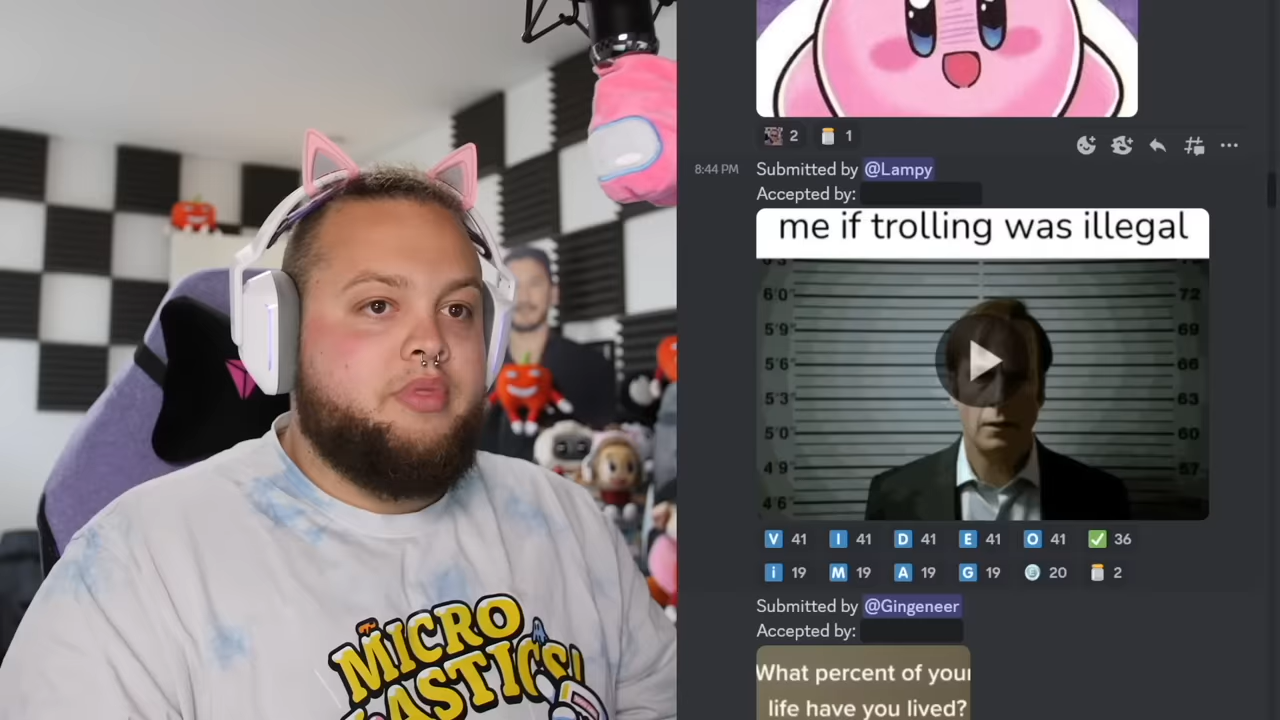 2
1
8:44 PM
Submitted by @Lampy
Accepted by:
me if trolling was illegal
6'0" 72
5'9" 69
5'6" 66
5'3" 63
5'0" 60
4'9" 57
4'6"
V 41 I 41 D 41 E 41 O 41 36
i 19 M 19 A 19 G 19 E 20 2
Submitted by @Gingeneer
Accepted by:
What percent of your
life have you lived?
MICRO